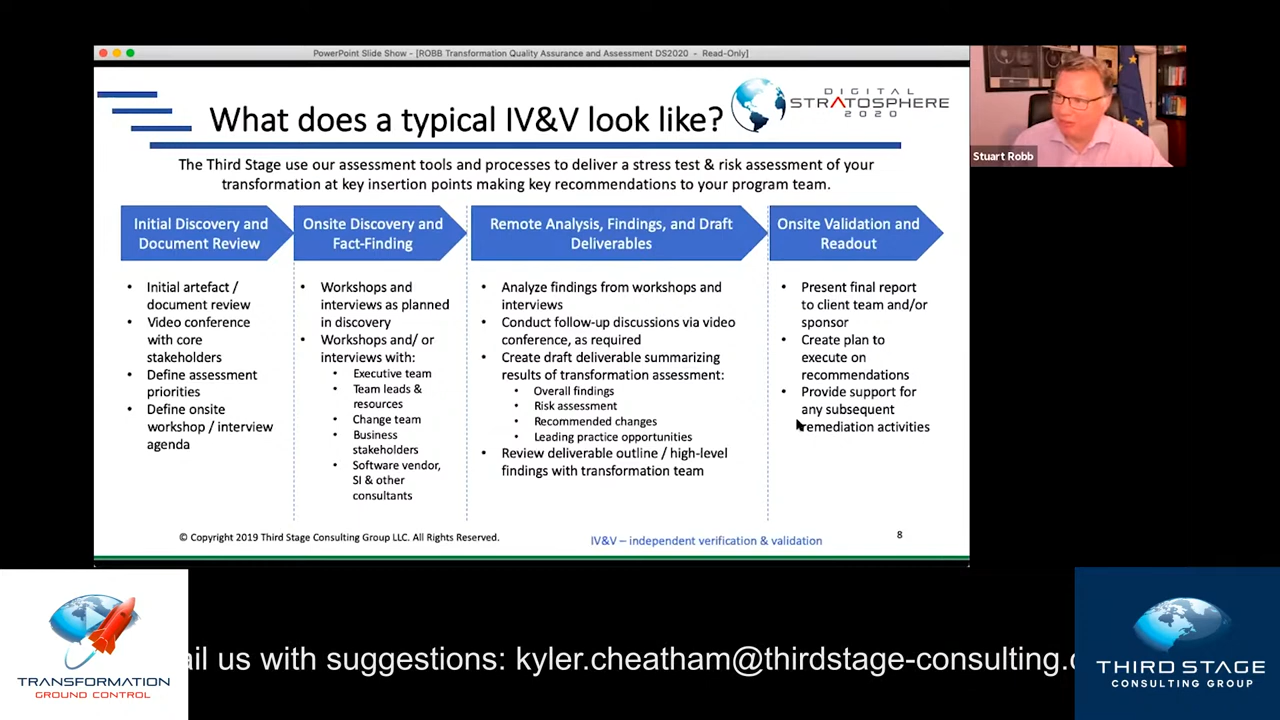 PowerPoint Slide Show - [ROBB Transformation Quality Assurance and Assessment DS2020 - Read-Only]
What does a typical IV&V look like?
DIGITAL
STRATOSPHERE
2020
Stuart Robb
The Third Stage use our assessment tools and processes to deliver a stress test & risk assessment of your
transformation at key insertion points making key recommendations to your program team.
Initial Discovery and
Document Review
• Initial artefact /
document review
• Video conference
with core
stakeholders
• Define assessment
priorities
• Define onsite
workshop / interview
agenda
Onsite Discovery and
Fact-Finding
• Workshops and
interviews as planned
in discovery
• Workshops and/ or
interviews with:
• Executive team
• Team leads &
resources
• Change team
• Business
stakeholders
• Software vendor,
SI & other
consultants
Remote Analysis, Findings, and Draft
Deliverables
• Analyze findings from workshops and
interviews
• Conduct follow-up discussions via video
conference, as required
• Create draft deliverable summarizing
results of transformation assessment:
• Overall findings
• Risk assessment
• Recommended changes
• Leading practice opportunities
• Review deliverable outline / high-level
findings with transformation team
Onsite Validation and
Readout
• Present final report
to client team and/or
sponsor
• Create plan to
execute on
recommendations
• Provide support for
any subsequent
remediation activities
© Copyright 2019 Third Stage Consulting Group LLC. All Rights Reserved.
IV&V – independent verification & validation
8
TRANSFORMATION
GROUND CONTROL
ail us with suggestions: kyler.cheatham@thirdstage-consulting.c
THIRD STAGE
CONSULTING GROUP